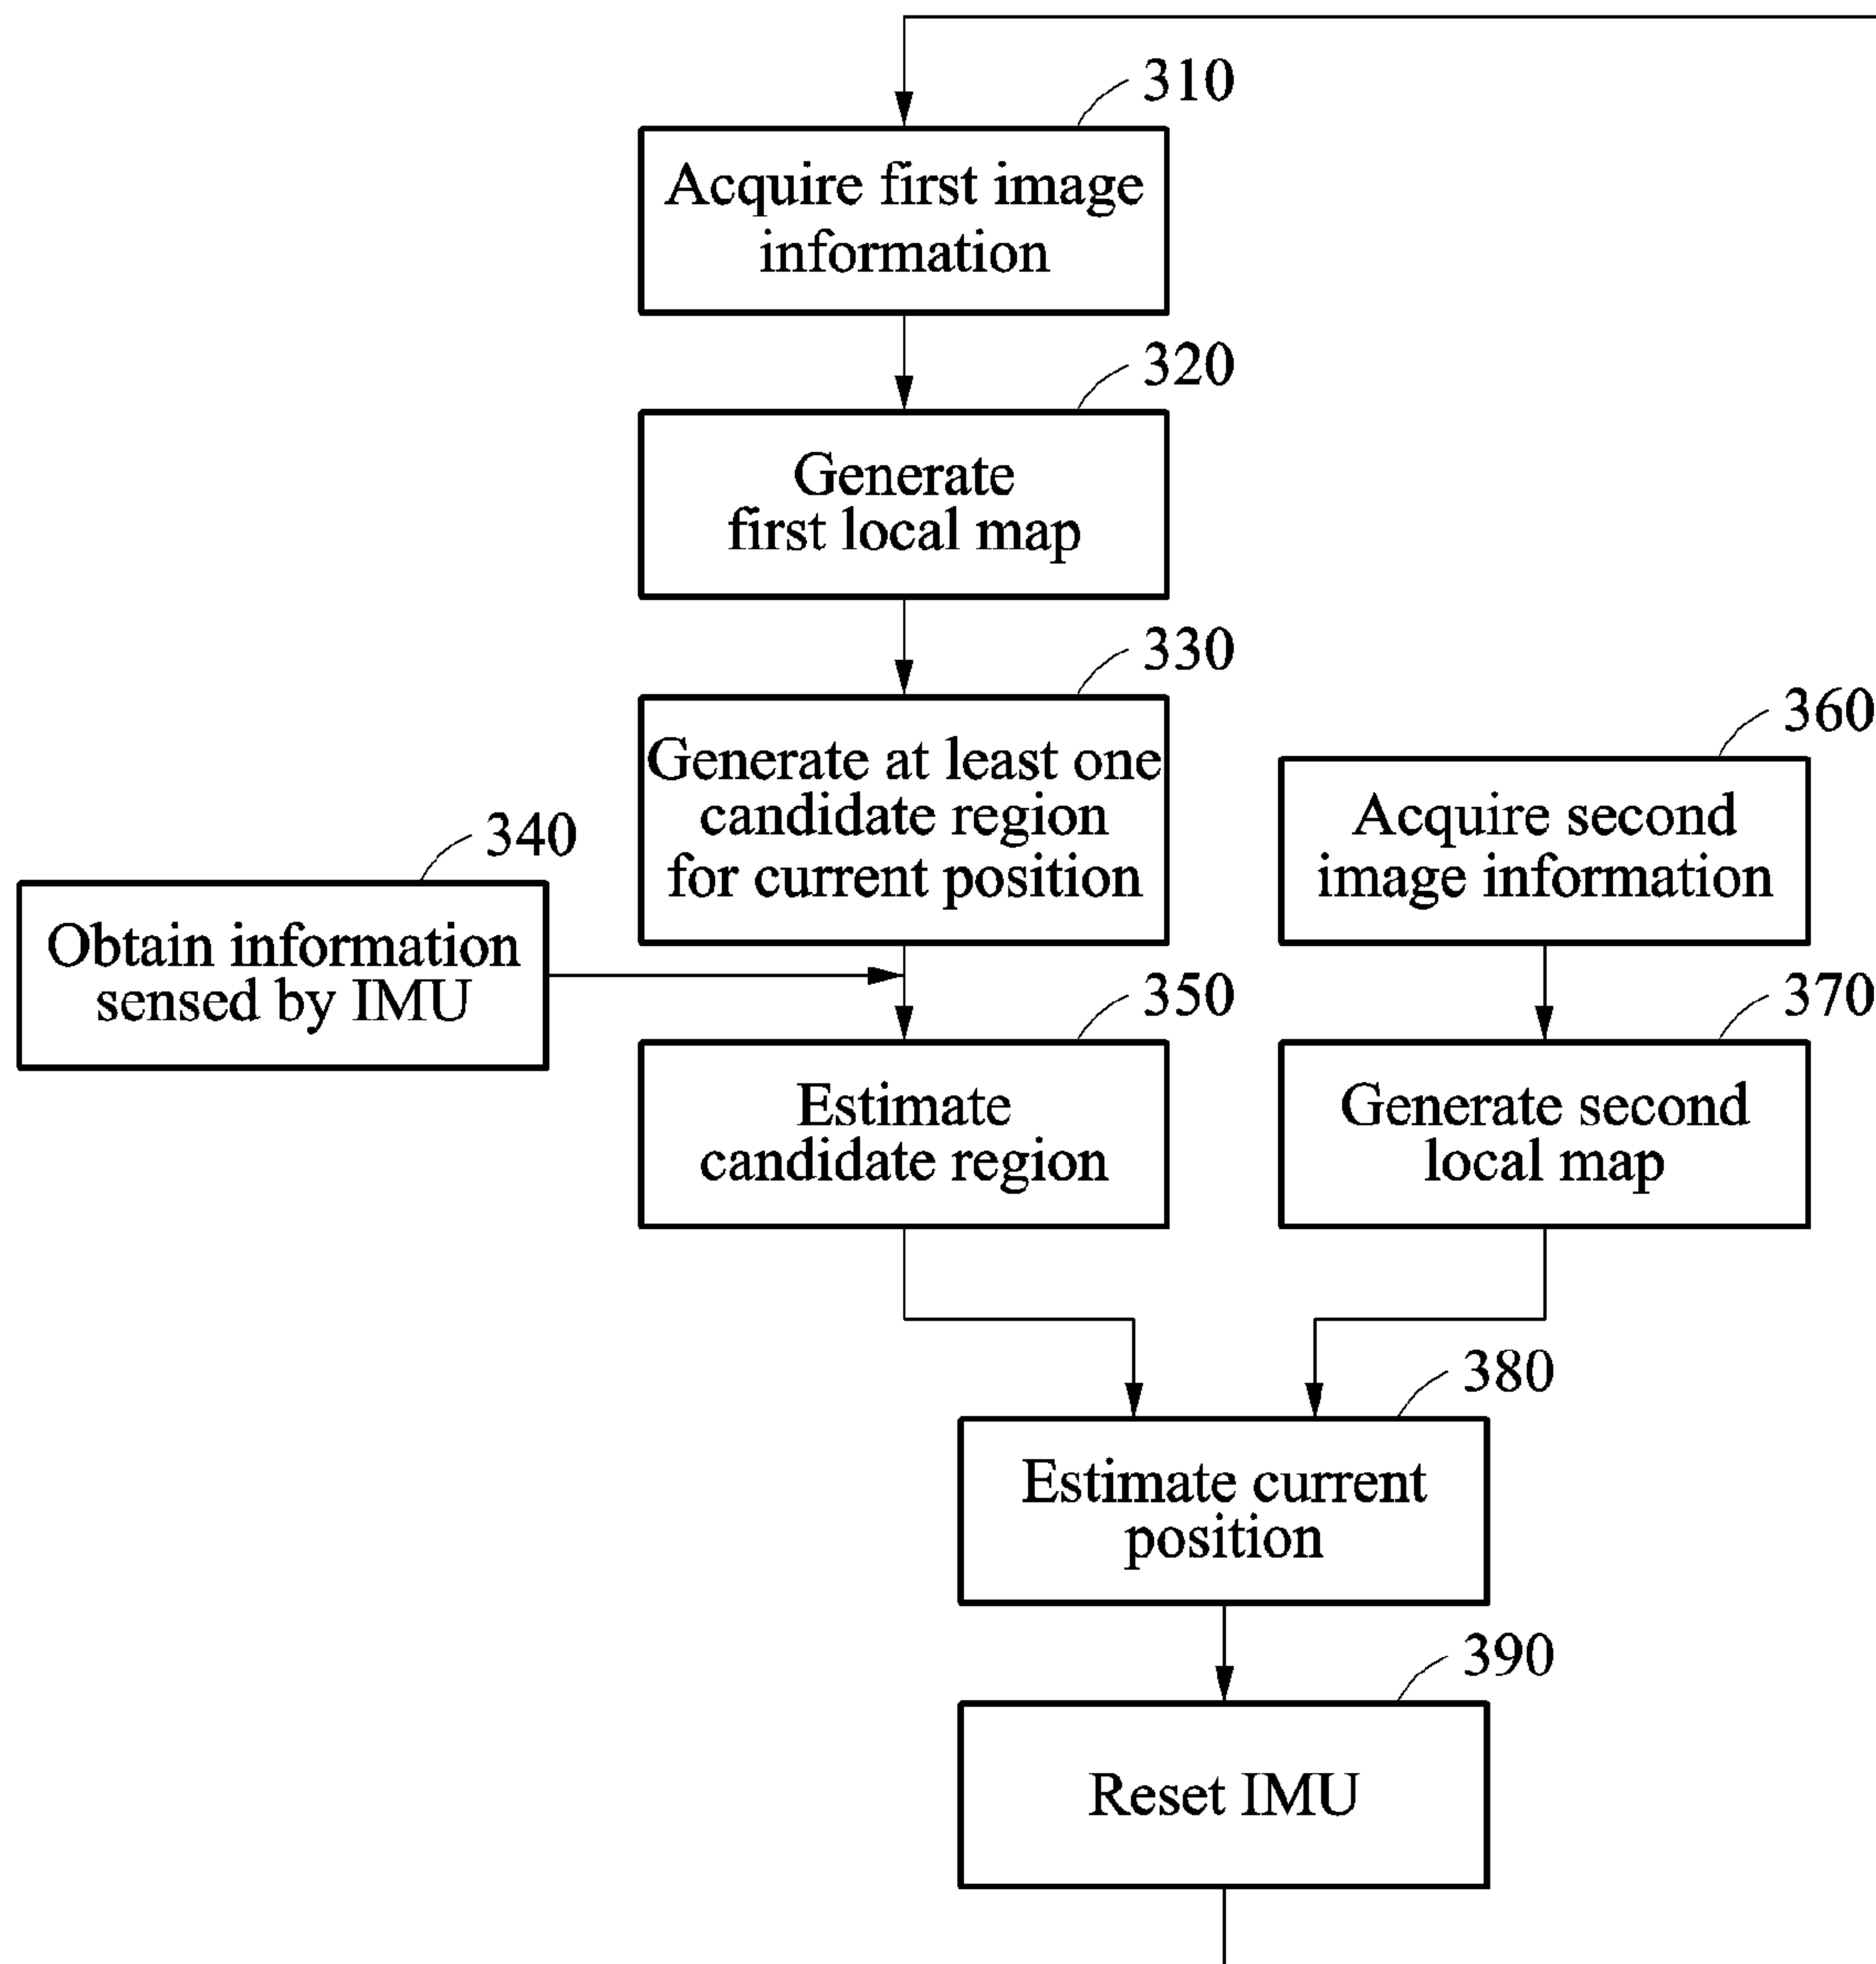 310
Acquire first image
information
320
Generate
first local map
330
Generate at least one
candidate region
for current position
340
Obtain information
sensed by IMU
350
Estimate
candidate region
360
Acquire second
image information
370
Generate second
local map
380
Estimate current
position
390
Reset IMU